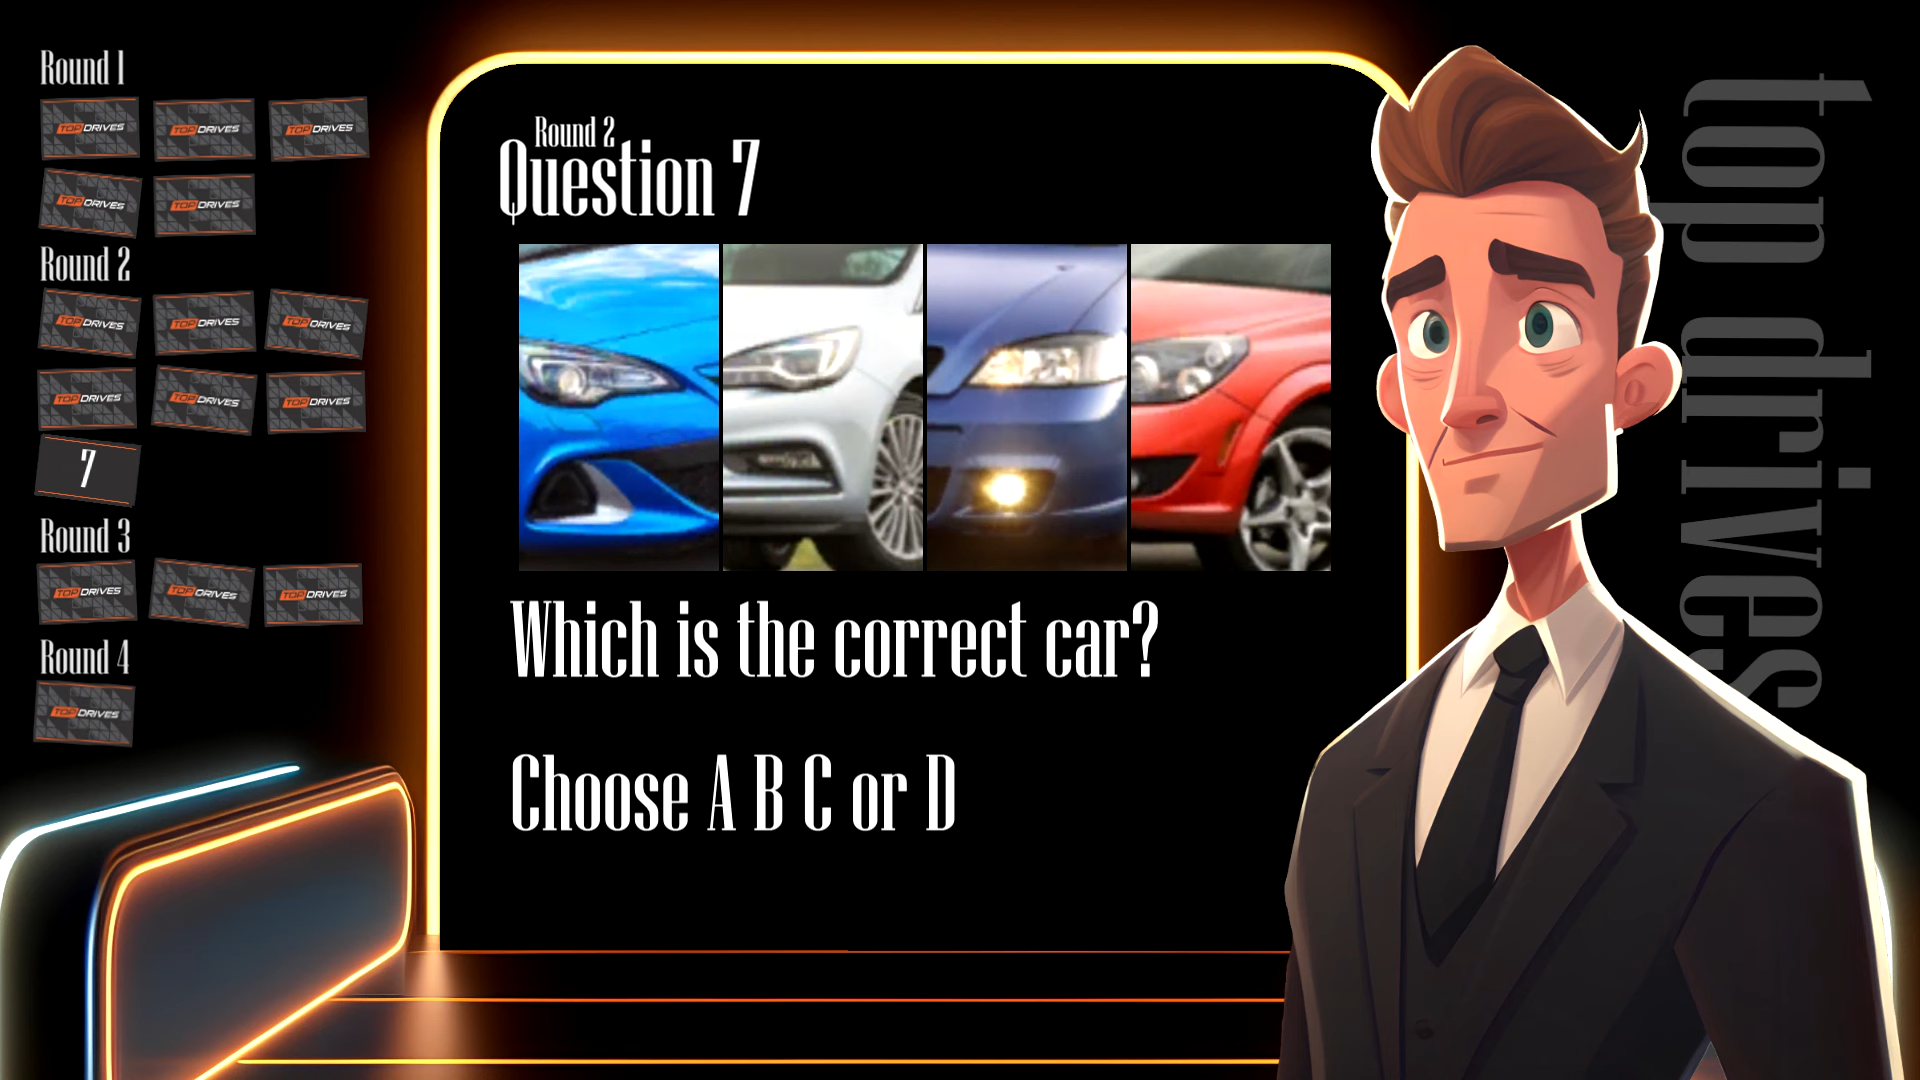 Round 1
TOP DRIVES TOP DRIVES TOP DRIVES
TOP DRIVES TOP DRIVES
Round 2
TOP DRIVES TOP DRIVES TOP DRIVES
TOP DRIVES TOP DRIVES TOP DRIVES
7
Round 3
TOP DRIVES TOP DRIVES TOP DRIVES
Round 4
TOP DRIVES
Round 2
Question 7
Which is the correct car?
Choose A B C or D
top drives